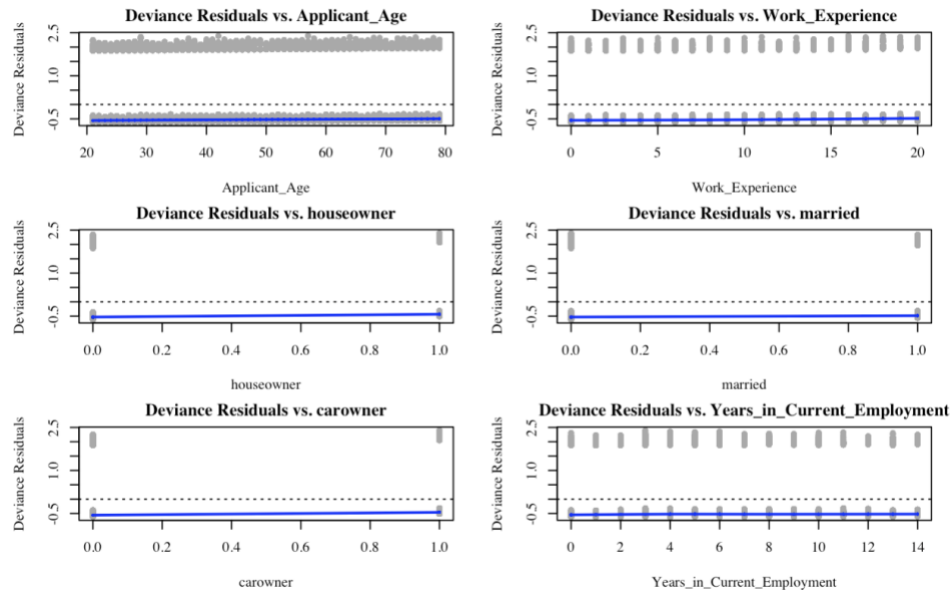 Deviance Residuals vs. Applicant_Age
Deviance Residuals
2.5
1.0
-0.5
20 30 40 50 60 70 80
Applicant_Age
Deviance Residuals vs. Work_Experience
Deviance Residuals
2.5
1.0
-0.5
0 5 10 15 20
Work_Experience
Deviance Residuals vs. houseowner
Deviance Residuals
2.5
1.0
-0.5
0.0 0.2 0.4 0.6 0.8 1.0
houseowner
Deviance Residuals vs. married
Deviance Residuals
2.5
1.0
-0.5
0.0 0.2 0.4 0.6 0.8 1.0
married
Deviance Residuals vs. carowner
Deviance Residuals
2.5
1.0
-0.5
0.0 0.2 0.4 0.6 0.8 1.0
carowner
Deviance Residuals vs. Years_in_Current_Employment
Deviance Residuals
2.5
1.0
-0.5
0 2 4 6 8 10 12 14
Years_in_Current_Employment